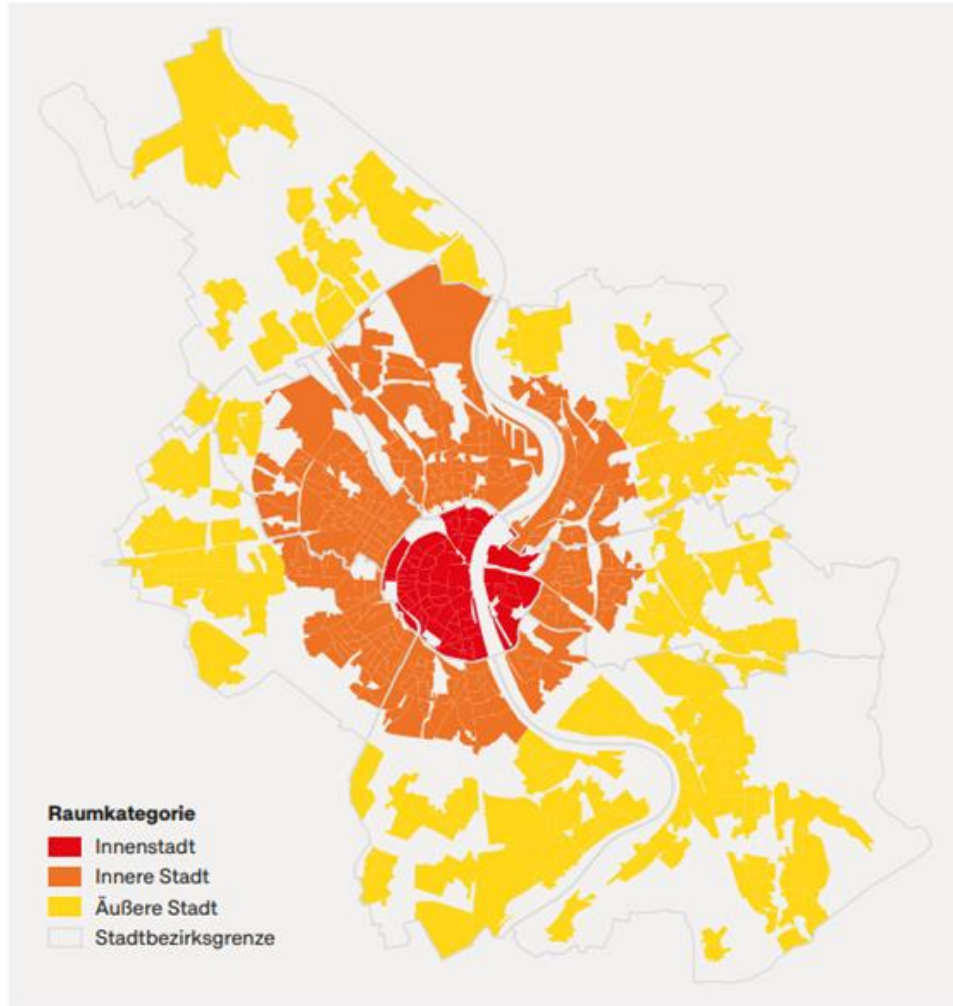 Raumkategorie
Innenstadt
Innere Stadt
Äußere Stadt
Stadtbezirksgrenze